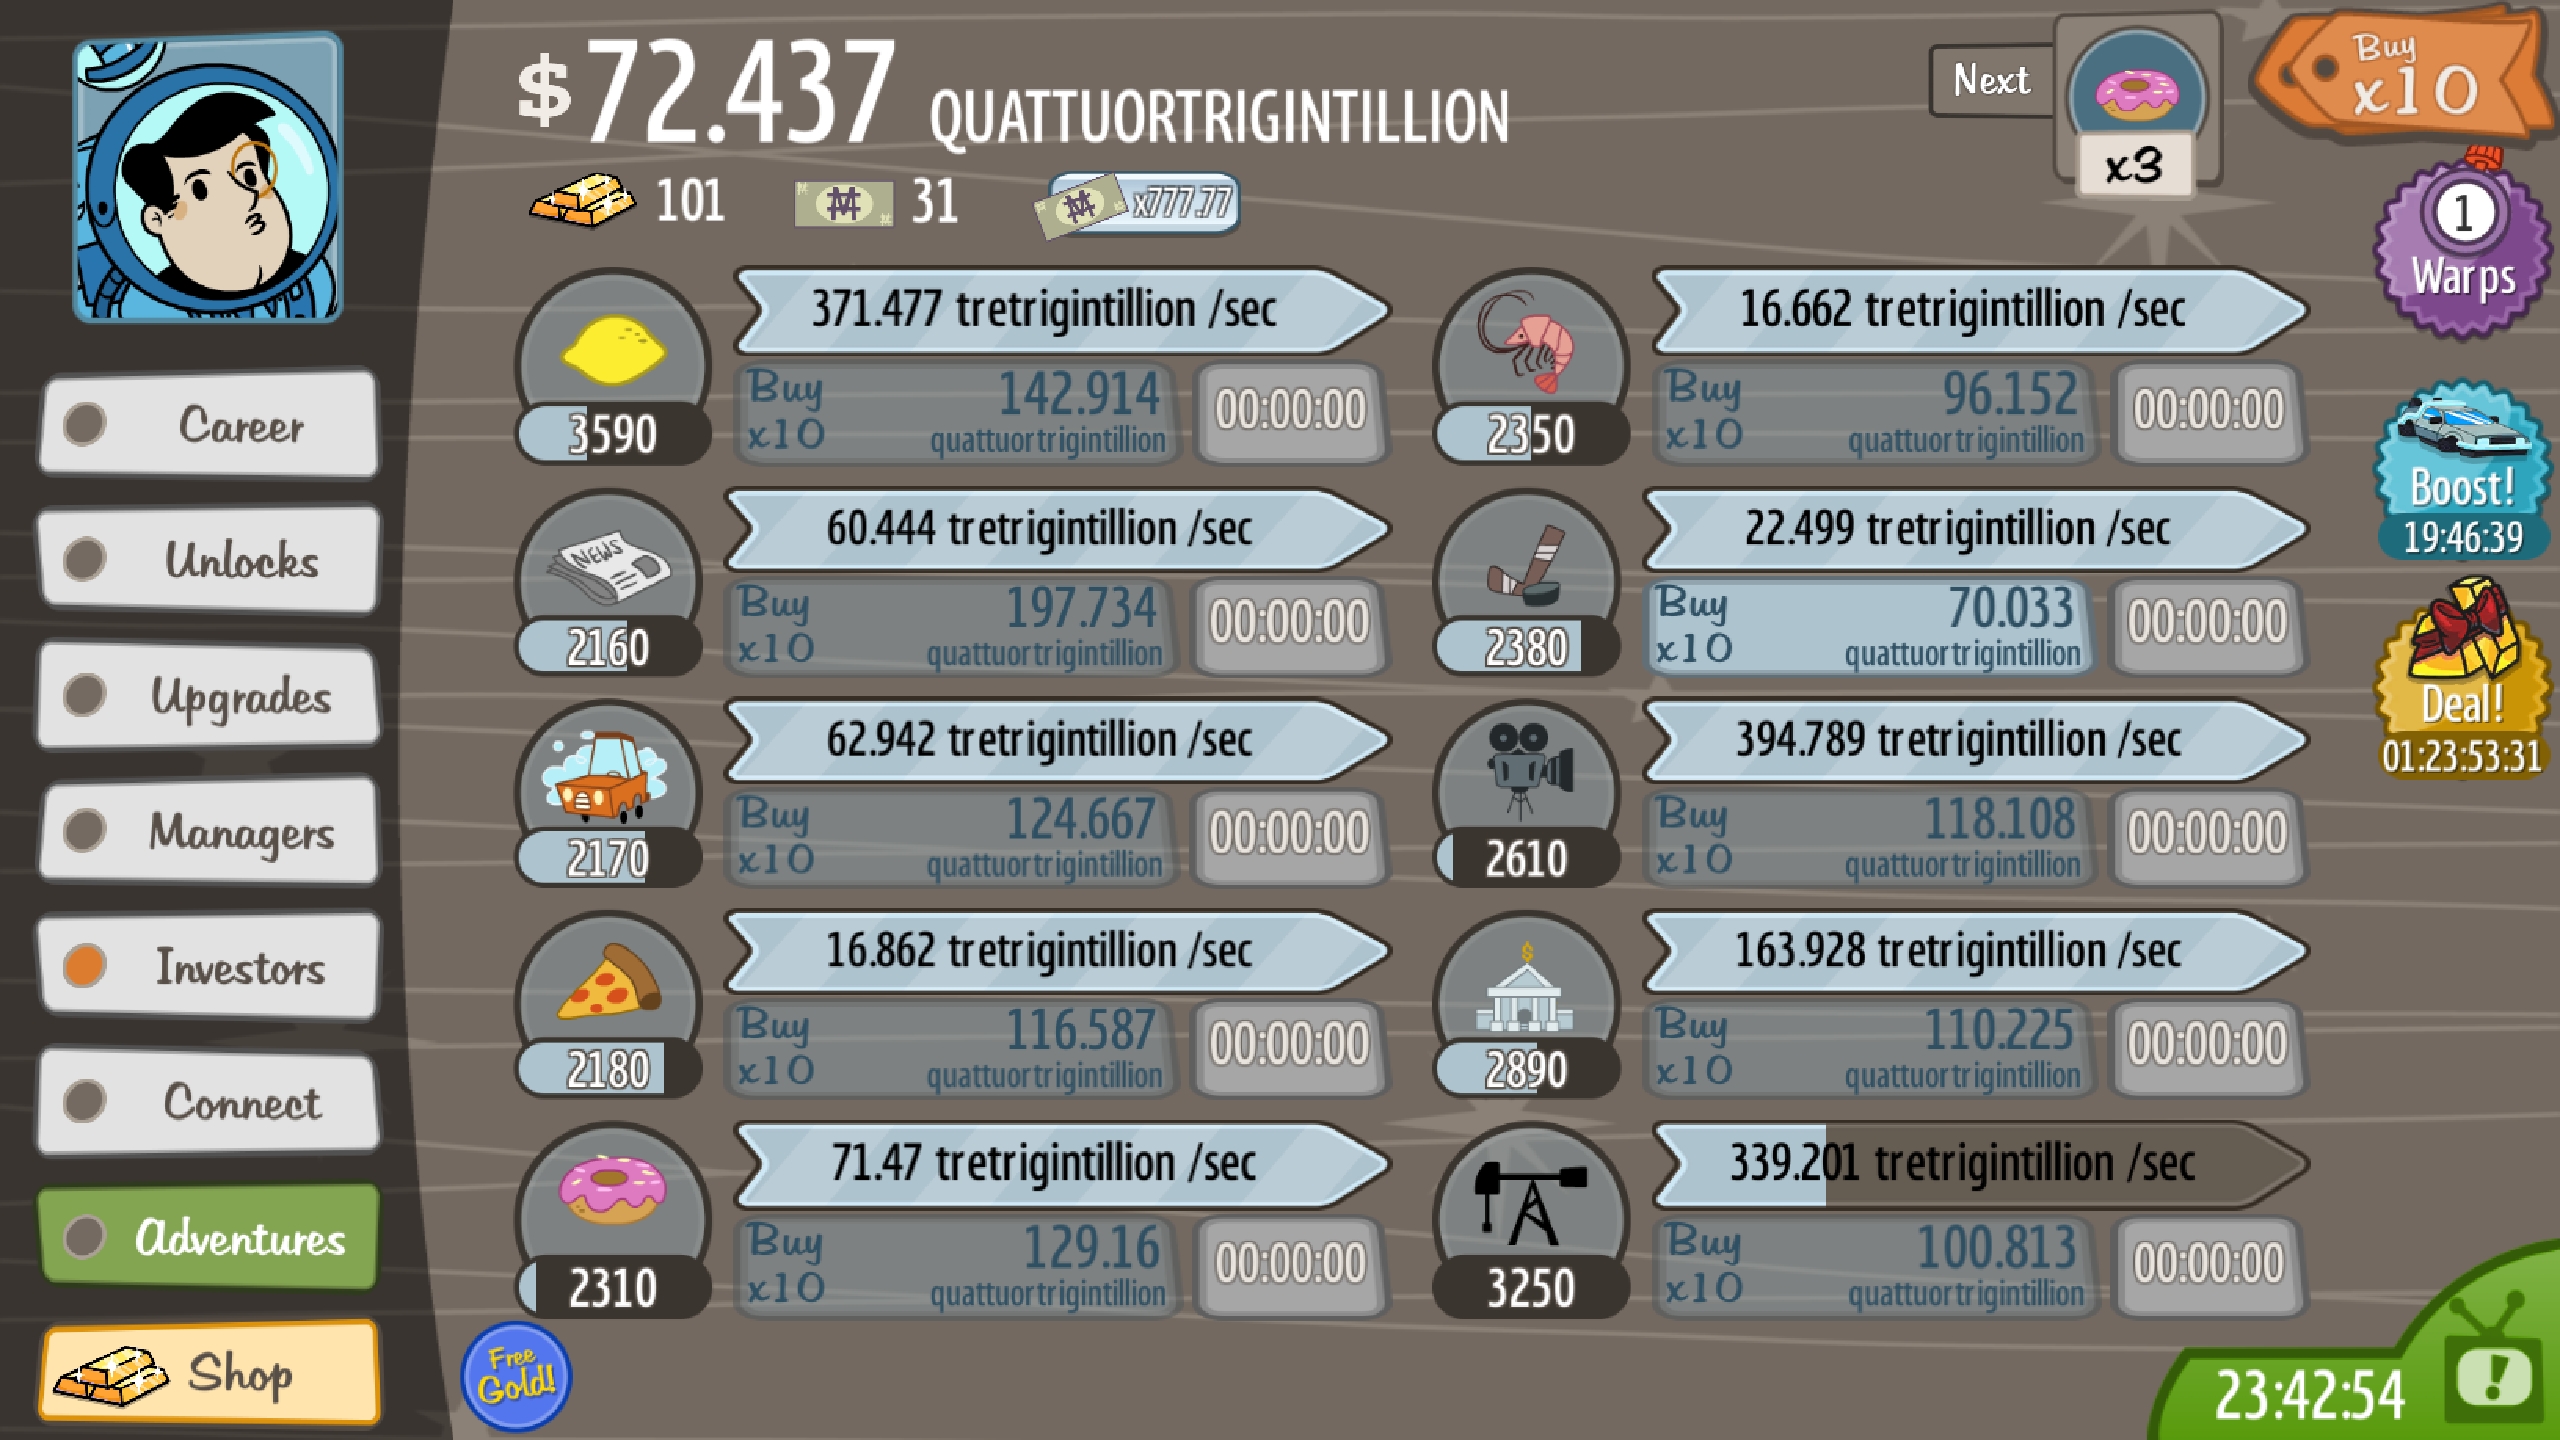 $72.437 QUATTUORTRIGINTILLION
Next
x3
Buy
x10
101
31
x777.77
1
Warps
Boost!
19:46:39
Deal!
01:23:53:31
Career
Unlocks
Upgrades
Managers
Investors
Connect
Adventures
Shop
371.477 tretrigintillion /sec
3590
Buy 142.914
x10 quattuortrigintillion
00:00:00
16.662 tretrigintillion /sec
2350
Buy 96.152
x10 quattuortrigintillion
00:00:00
NEWS
60.444 tretrigintillion /sec
2160
Buy 197.734
x10 quattuortrigintillion
00:00:00
22.499 tretrigintillion /sec
2380
Buy 70.033
x10 quattuortrigintillion
00:00:00
62.942 tretrigintillion /sec
2170
Buy 124.667
x10 quattuortrigintillion
00:00:00
394.789 tretrigintillion /sec
2610
Buy 118.108
x10 quattuortrigintillion
00:00:00
16.862 tretrigintillion /sec
2180
Buy 116.587
x10 quattuortrigintillion
00:00:00
$
163.928 tretrigintillion /sec
2890
Buy 110.225
x10 quattuortrigintillion
00:00:00
71.47 tretrigintillion /sec
2310
Buy 129.16
x10 quattuortrigintillion
00:00:00
339.201 tretrigintillion /sec
3250
Buy 100.813
x10 quattuortrigintillion
00:00:00
Free
Gold!
23:42:54
!